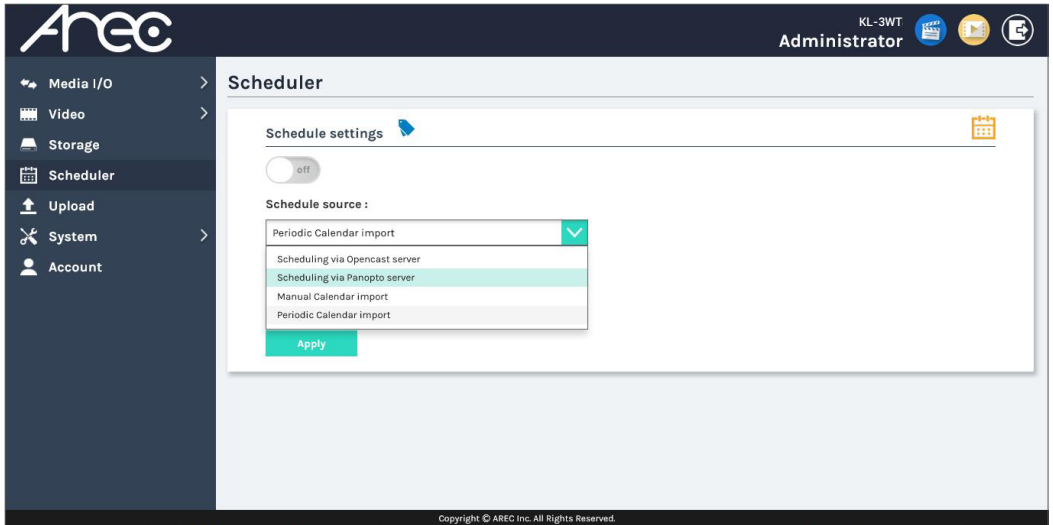 Arec
KL-3WT
Administrator
Media I/O
Video
Storage
Scheduler
Upload
System
Account
Scheduler
Schedule settings
off
Schedule source :
Periodic Calendar import
Scheduling via Opencast server
Scheduling via Panopto server
Manual Calendar import
Periodic Calendar import
Apply
Copyright © AREC Inc. All Rights Reserved.